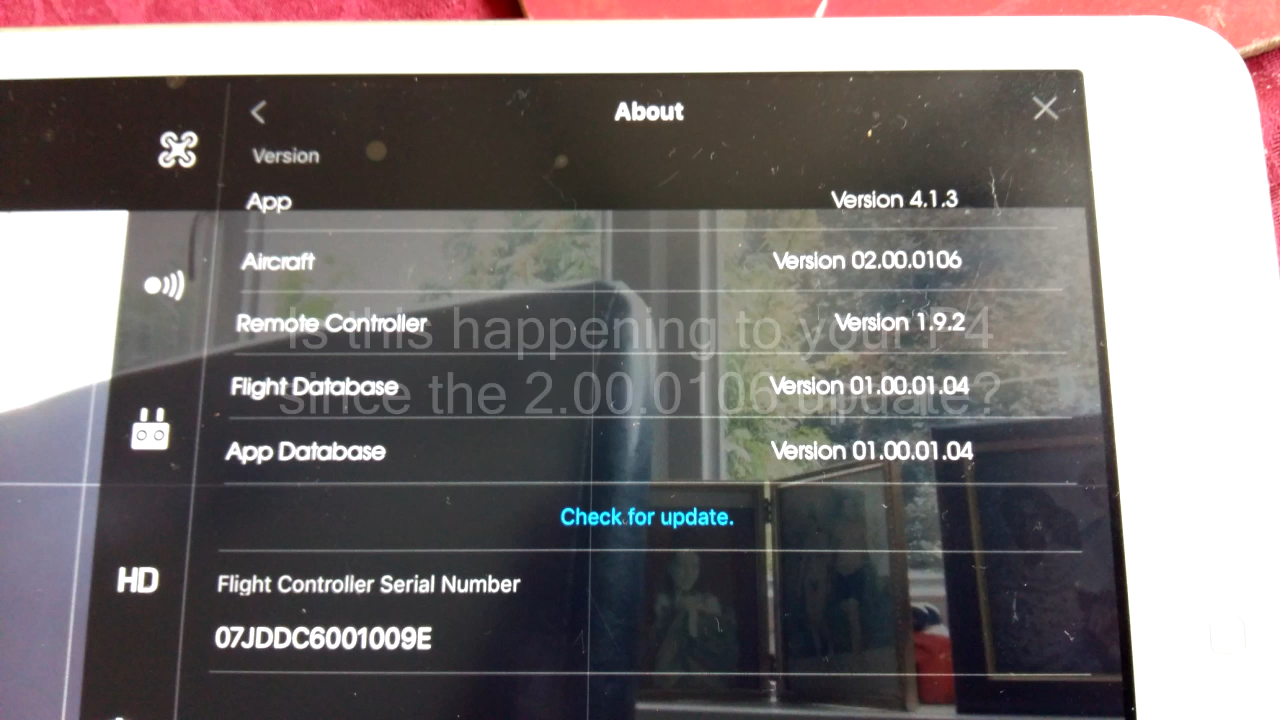 About
Version
App Version 4.1.3
Aircraft Version 02.00.0106
Remote Controller Version 1.9.2
Is this happening to your P4
Flight Database Version 01.00.01.04
since the 2.00.0106 update?
App Database Version 01.00.01.04
Check for update.
HD
Flight Controller Serial Number
07JDDC6001009E